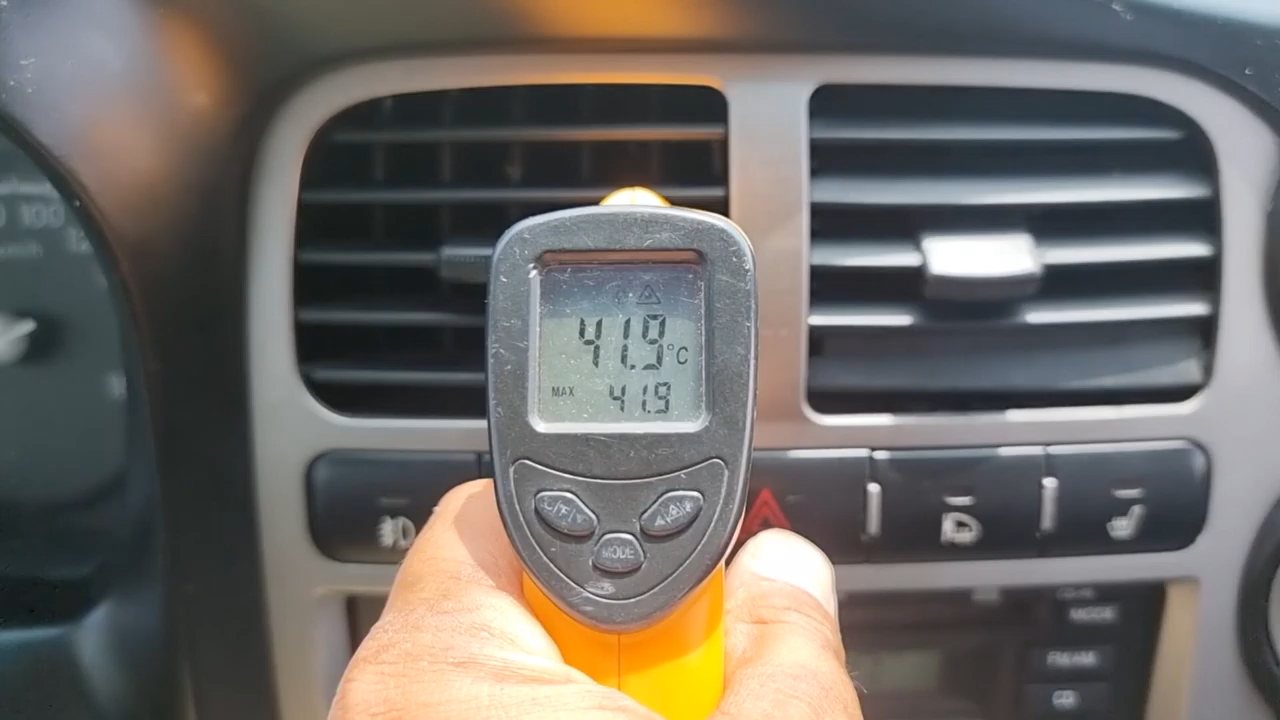 100
41.9°C
MAX 41.9
°C/°F/▼
MODE
MODE
FM/AM
CD